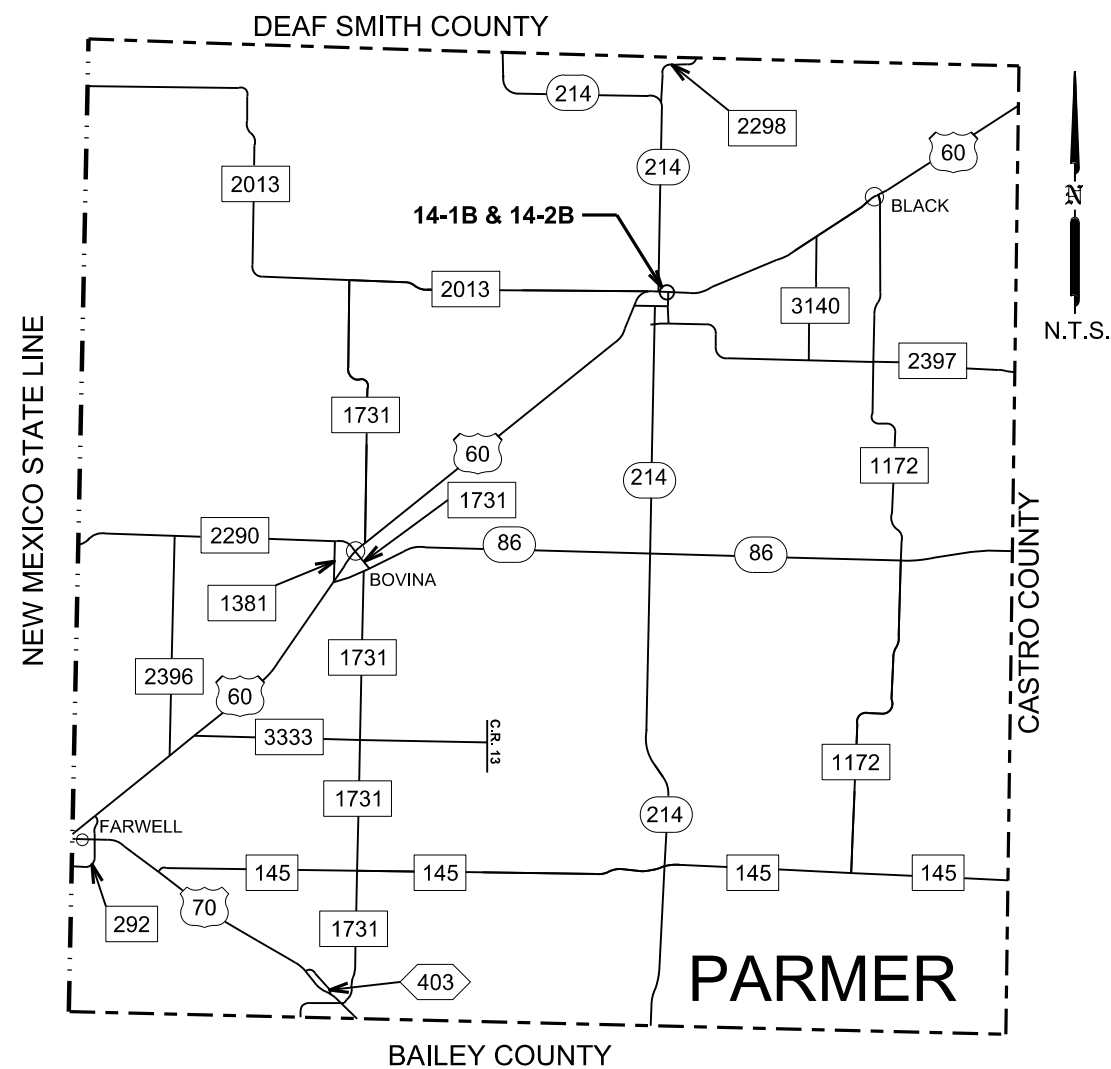 DEAF SMITH COUNTY
214
2298
60
2013
214
14-1B & 14-2B
BLACK
N
N.T.S.
2013
3140
NEW MEXICO STATE LINE
2397
1731
60
1172
214
1731
2290
86
86
BOVINA
1381
CASTRO COUNTY
1731
2396
60
3333
C.R. 13
1172
1731
214
FARWELL
145
145
145
145
70
292
1731
403
PARMER
BAILEY COUNTY